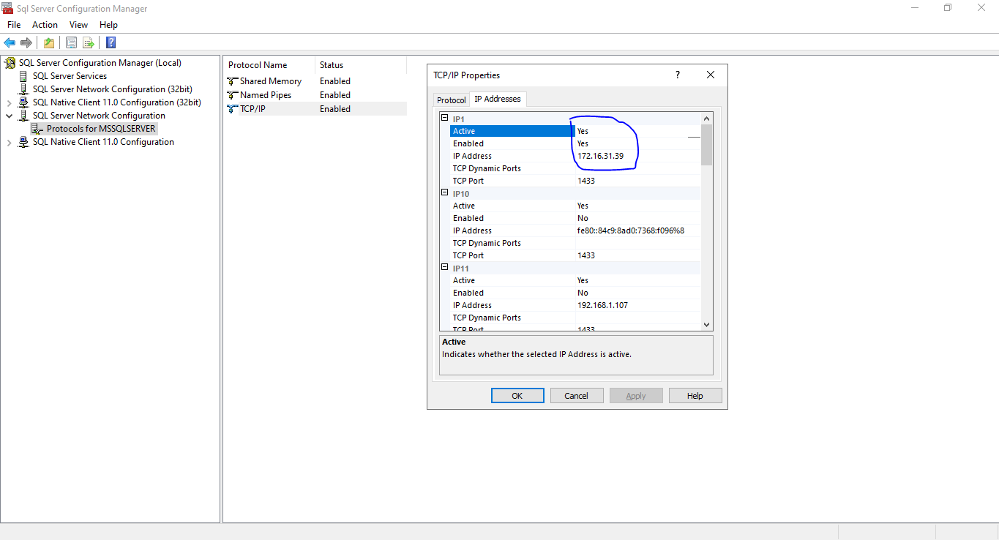 Sql Server Configuration Manager
File Action View Help
SQL Server Configuration Manager (Local)
SQL Server Services
SQL Server Network Configuration (32bit)
SQL Native Client 11.0 Configuration (32bit)
SQL Server Network Configuration
Protocols for MSSQLSERVER
SQL Native Client 11.0 Configuration
Protocol Name Status
Shared Memory Enabled
Named Pipes Enabled
TCP/IP Enabled
TCP/IP Properties
Protocol IP Addresses
IP1
Active Yes
Enabled Yes
IP Address 172.16.31.39
TCP Dynamic Ports
TCP Port 1433
IP10
Active Yes
Enabled No
IP Address fe80::84c9:8ad0:7368:f096%8
TCP Dynamic Ports
TCP Port 1433
IP11
Active Yes
Enabled No
IP Address 192.168.1.107
TCP Dynamic Ports
TCP Port 1433
Active
Indicates whether the selected IP Address is active.
OK Cancel Apply Help